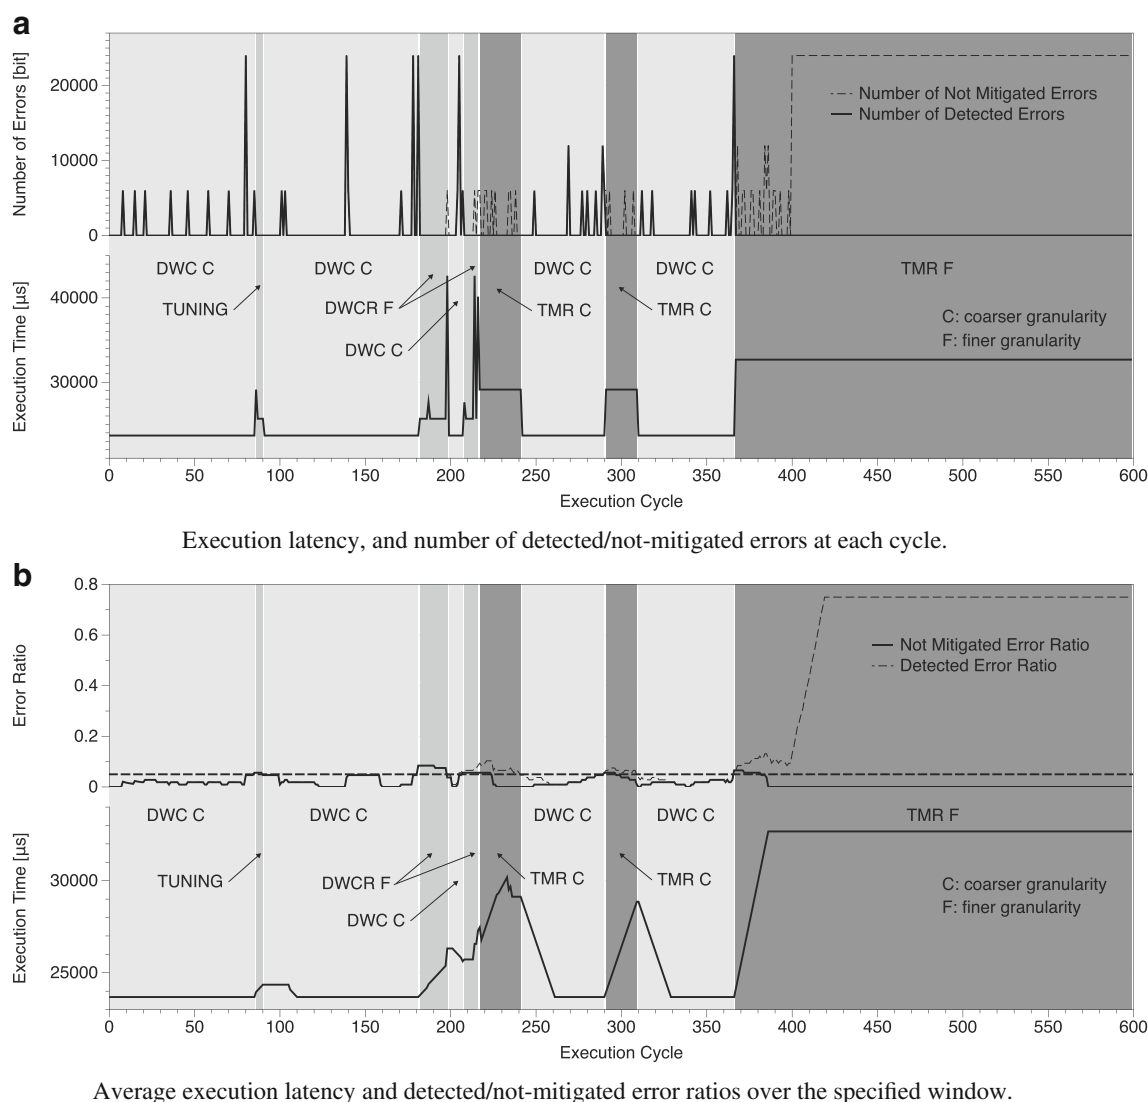 a
Number of Errors [bit]
20000
10000
0
Number of Not Mitigated Errors
Number of Detected Errors
Execution Time [µs]
40000
30000
DWC C
DWC C
DWC C
DWC C
TMR F
TUNING
DWCR F
DWC C
TMR C
TMR C
C: coarser granularity
F: finer granularity
0 50 100 150 200 250 300 350 400 450 500 550 600
Execution Cycle
Execution latency, and number of detected/not-mitigated errors at each cycle.
b
Error Ratio
0.8
0.6
0.4
0.2
0
Not Mitigated Error Ratio
Detected Error Ratio
Execution Time [µs]
30000
25000
DWC C
DWC C
DWC C
DWC C
TMR F
TUNING
DWCR F
DWC C
TMR C
TMR C
C: coarser granularity
F: finer granularity
0 50 100 150 200 250 300 350 400 450 500 550 600
Execution Cycle
Average execution latency and detected/not-mitigated error ratios over the specified window.